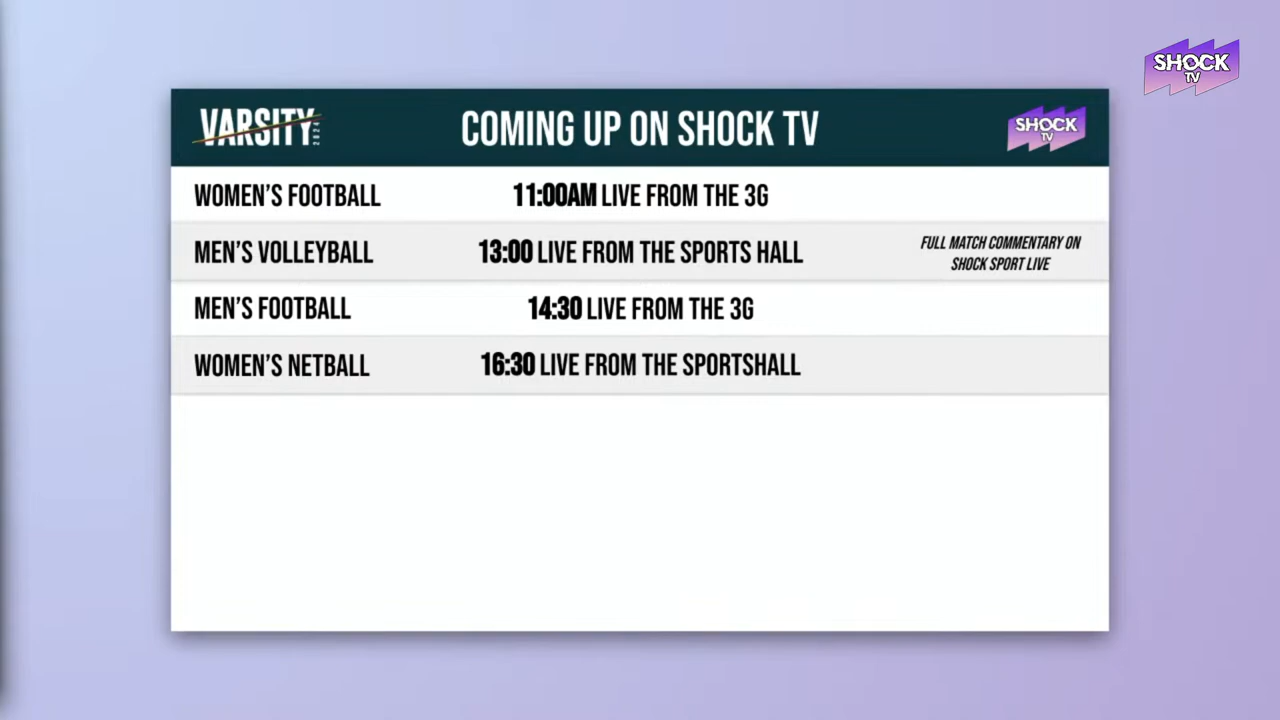 SHOCK
TV
VARSITY 2024
COMING UP ON SHOCK TV
SHOCK
TV
WOMEN'S FOOTBALL
11:00AM LIVE FROM THE 3G
MEN'S VOLLEYBALL
13:00 LIVE FROM THE SPORTS HALL
FULL MATCH COMMENTARY ON
SHOCK SPORT LIVE
MEN'S FOOTBALL
14:30 LIVE FROM THE 3G
WOMEN'S NETBALL
16:30 LIVE FROM THE SPORTSHALL